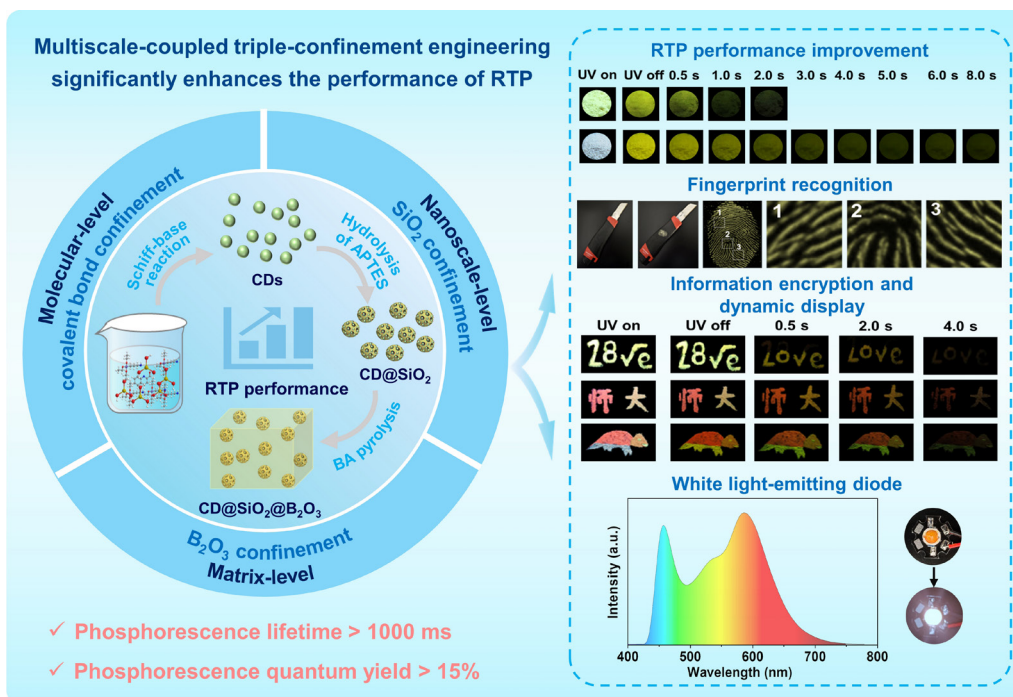 Multiscale-coupled triple-confinement engineering
significantly enhances the performance of RTP
Molecular-level
covalent bond confinement
Nanoscale-level
SiO₂ confinement
B₂O₃ confinement
Matrix-level
Schiff-base
reaction
CDs
Hydrolysis
of APTES
CD@SiO₂
RTP performance
BA pyrolysis
CD@SiO₂@B₂O₃
✓ Phosphorescence lifetime > 1000 ms
✓ Phosphorescence quantum yield > 15%
RTP performance improvement
UV on UV off 0.5 s 1.0 s 2.0 s 3.0 s 4.0 s 5.0 s 6.0 s 8.0 s
Fingerprint recognition
1 2 3 1 2 3
Information encryption and
dynamic display
UV on UV off 0.5 s 2.0 s 4.0 s
28ve 28ve Love Love Love
师大 师大 师大 师大 师大
White light-emitting diode
Intensity (a.u.)
400 500 600 700 800
Wavelength (nm)